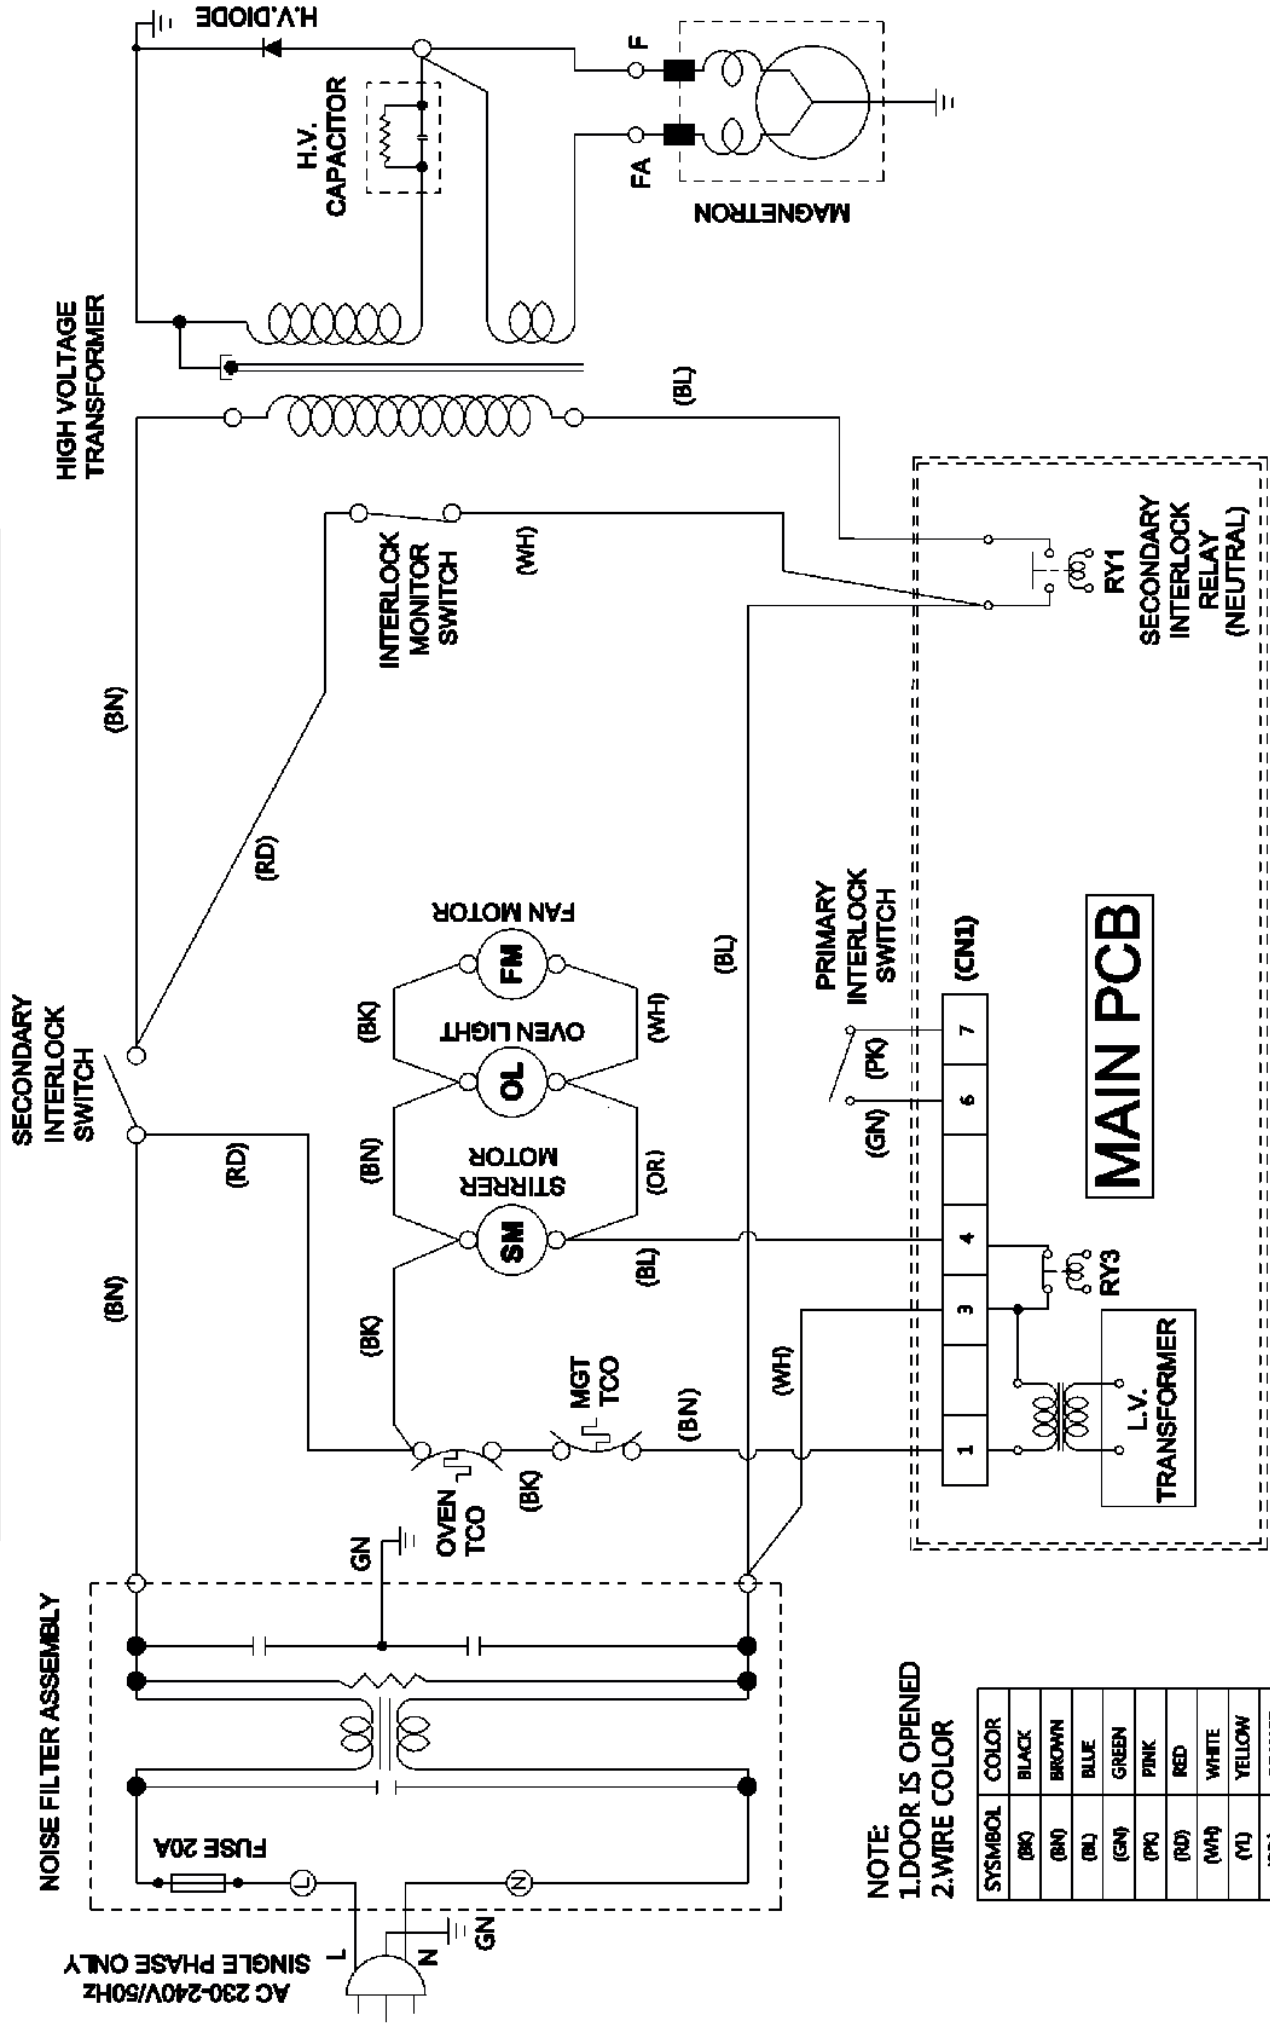 AC 230-240V/50Hz
SINGLE PHASE ONLY
L
N
GN
NOISE FILTER ASSEMBLY
FUSE 20A
L
N
GN
(BN)
(RD)
SECONDARY
INTERLOCK
SWITCH
(RD)
(BN)
HIGH VOLTAGE
TRANSFORMER
H.V.DIODE
H.V.
CAPACITOR
F
FA
MAGNETRON
INTERLOCK
MONITOR
SWITCH
(WH)
(BL)
OVEN
TCO
(BK)
MGT
TCO
(BN)
(BK)
(BN)
(BK)
SM
STIRRER
MOTOR
OL
OVEN LIGHT
FM
FAN MOTOR
(BL)
(OR)
(WH)
(WH)
(BL)
PRIMARY
INTERLOCK
SWITCH
(GN)
(PK)
1
3
4
6
7
(CN1)
L.V.
TRANSFORMER
RY3
MAIN PCB
RY1
SECONDARY
INTERLOCK
RELAY
(NEUTRAL)
NOTE:
1.DOOR IS OPENED
2.WIRE COLOR
SYSMBOL COLOR
(BK) BLACK
(BN) BROWN
(BL) BLUE
(GN) GREEN
(PK) PINK
(RD) RED
(WH) WHITE
(YL) YELLOW